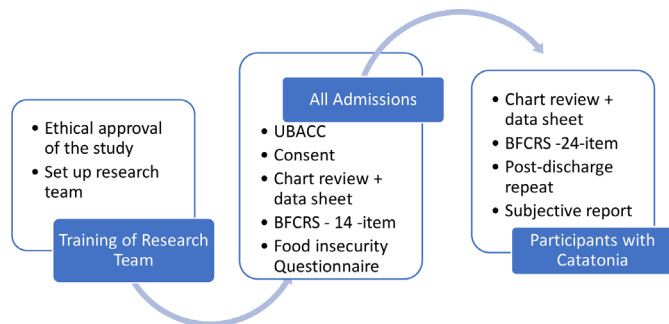 • Ethical approval
of the study
• Set up research
team
Training of Research
Team
All Admissions
• UBACC
• Consent
• Chart review +
data sheet
• BFCRS - 14 -item
• Food insecurity
Questionnaire
• Chart review +
data sheet
• BFCRS -24-item
• Post-discharge
repeat
• Subjective report
Participants with
Catatonia